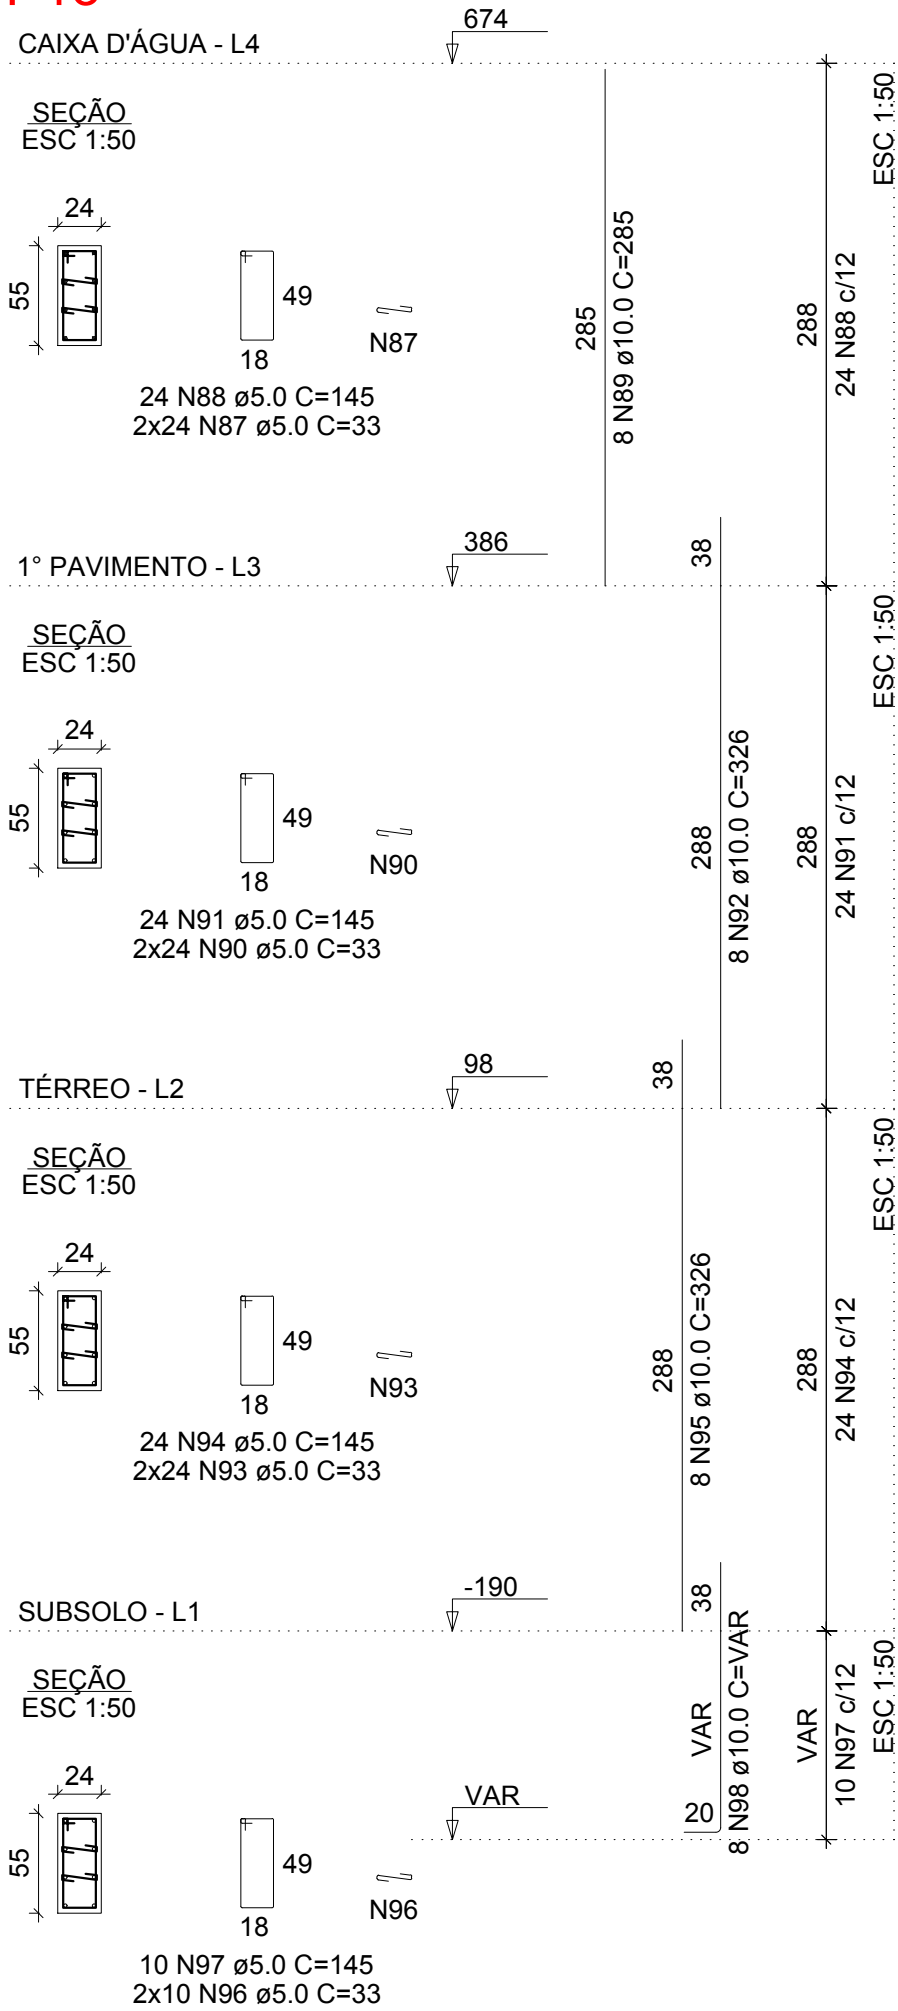 674
CAIXA D'ÁGUA - L4
SEÇÃO
ESC 1:50
ESC 1:50
24
55
49
18
N87
24 N88 ø5.0 C=145
2x24 N87 ø5.0 C=33
285
8 N89 ø10.0 C=285
288
24 N88 c/12
386
38
1° PAVIMENTO - L3
SEÇÃO
ESC 1:50
ESC 1:50
24
55
49
18
N90
24 N91 ø5.0 C=145
2x24 N90 ø5.0 C=33
288
8 N92 ø10.0 C=326
288
24 N91 c/12
98
38
TÉRREO - L2
SEÇÃO
ESC 1:50
ESC 1:50
24
55
49
18
N93
24 N94 ø5.0 C=145
2x24 N93 ø5.0 C=33
288
8 N95 ø10.0 C=326
288
24 N94 c/12
-190
38
SUBSOLO - L1
SEÇÃO
ESC 1:50
ESC 1:50
24
55
49
18
N96
VAR
20
VAR
8 N98 ø10.0 C=VAR
VAR
10 N97 c/12
10 N97 ø5.0 C=145
2x10 N96 ø5.0 C=33